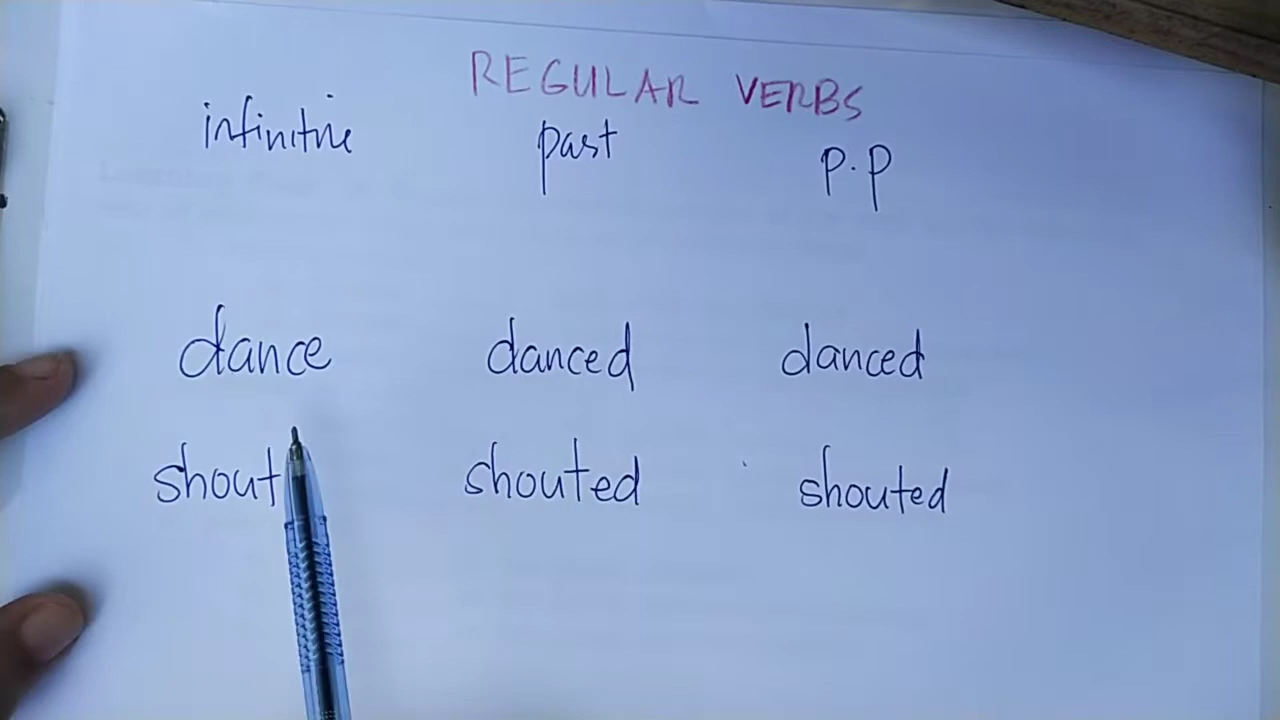 REGULAR VERBS
infinitive past p.p
dance danced danced
shout shouted shouted